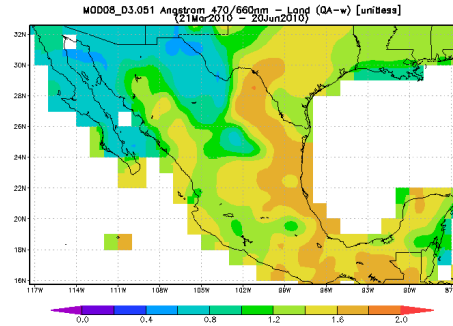 MOD08_D3.051 Angstrom 470/660nm – Land (QA-w) [unitless]
(21Mar2010 – 20Jun2010)
32N
30N
28N
26N
24N
22N
20N
18N
16N
117W 114W 111W 108W 105W 102W 99W 96W 93W 90W 87
0.0 0.4 0.8 1.2 1.6 2.0